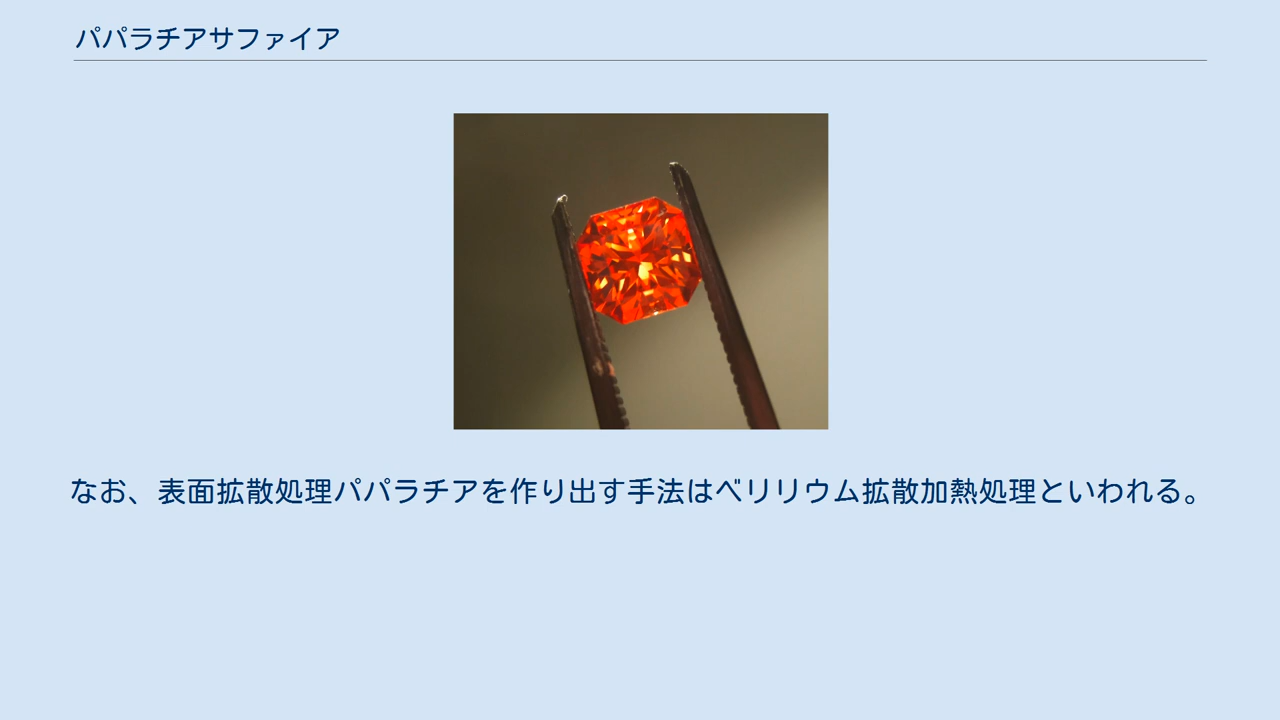 パパラチアサファイア
なお、表面拡散処理パパラチアを作り出す手法はベリリウム拡散加熱処理といわれる。